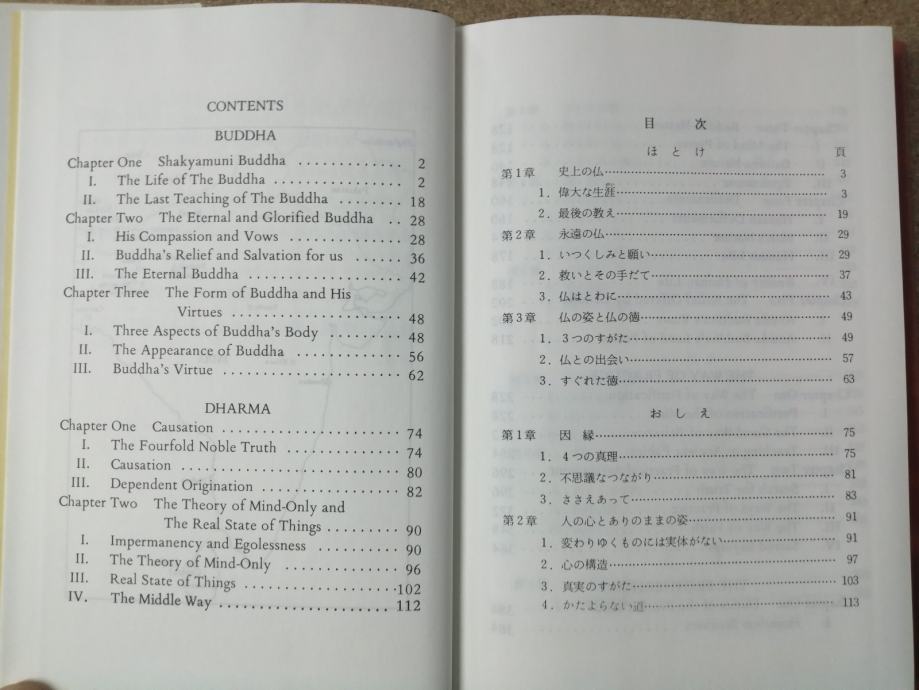 CONTENTS
BUDDHA
Chapter One Shakyamuni Buddha .............. 2
I. The Life of The Buddha ................ 2
II. The Last Teaching of The Buddha ........ 18
Chapter Two The Eternal and Glorified Buddha .. 28
I. His Compassion and Vows ............. 28
II. Buddha's Relief and Salvation for us ...... 36
III. The Eternal Buddha .................. 42
Chapter Three The Form of Buddha and His
Virtues ..................... 48
I. Three Aspects of Buddha's Body ......... 48
II. The Appearance of Buddha ............. 56
III. Buddha's Virtue ..................... 62
DHARMA
Chapter One Causation ..................... 74
I. The Fourfold Noble Truth ............. 74
II. Causation .......................... 80
III. Dependent Origination ................ 82
Chapter Two The Theory of Mind-Only and
The Real State of Things .......... 90
I. Impermanency and Egolessness .......... 90
II. The Theory of Mind-Only ............. 96
III. Real State of Things .................. 102
IV. The Middle Way ..................... 112
目次
ほとけ 頁
第1章 史上の仏 …………… 3
1. 偉大な生涯 …………… 3
2. 最後の教え …………… 19
第2章 永遠の仏 …………… 29
1. いつくしみと願い …………… 29
2. 救いとその手だて …………… 37
3. 仏はとわに …………… 43
第3章 仏の姿と仏の徳 …………… 49
1. 3つのすがた …………… 49
2. 仏との出会い …………… 57
3. すぐれた徳 …………… 63
おしえ
第1章 因縁 …………… 75
1. 4つの真理 …………… 75
2. 不思議なつながり …………… 81
3. ささえあって …………… 83
第2章 人の心とありのままの姿 …………… 91
1. 変わりゆくものには実体がない …………… 91
2. 心の構造 …………… 97
3. 真実のすがた …………… 103
4. かたよらない道 …………… 113